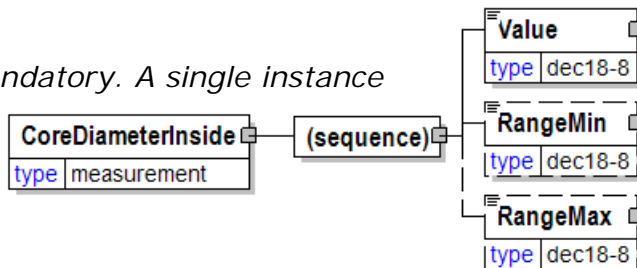 Value
type dec18-8
ndatory. A single instance
RangeMin
CoreDiameterInside (sequence)
type dec18-8
type measurement
RangeMax
type dec18-8